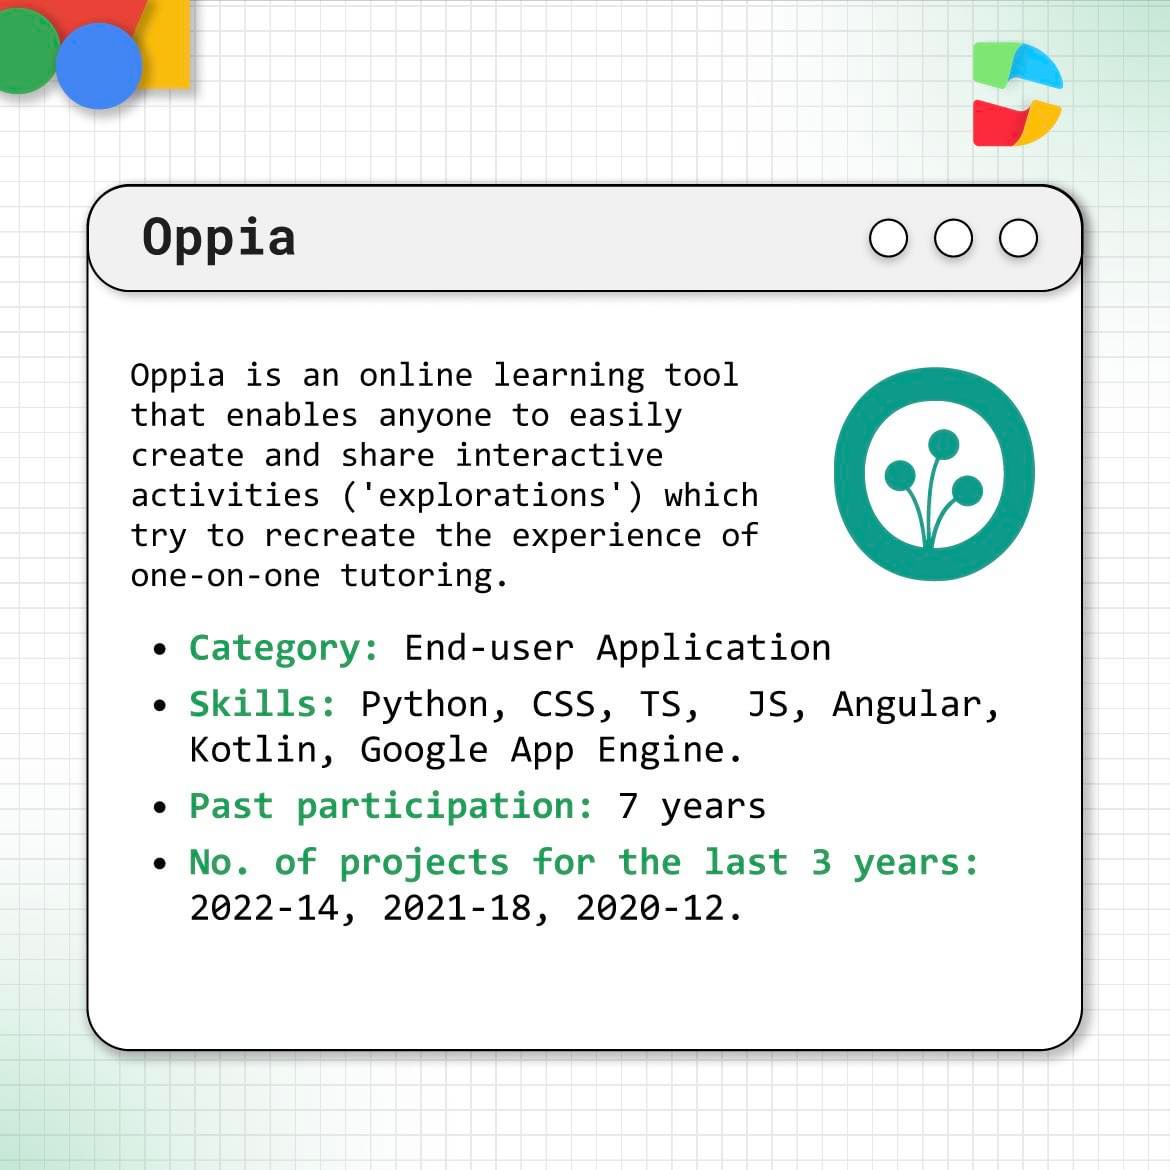 Oppia
Oppia is an online learning tool
that enables anyone to easily
create and share interactive
activities ('explorations') which
try to recreate the experience of
one-on-one tutoring.
• Category: End-user Application
• Skills: Python, CSS, TS,  JS, Angular,
Kotlin, Google App Engine.
• Past participation: 7 years
• No. of projects for the last 3 years:
2022-14, 2021-18, 2020-12.